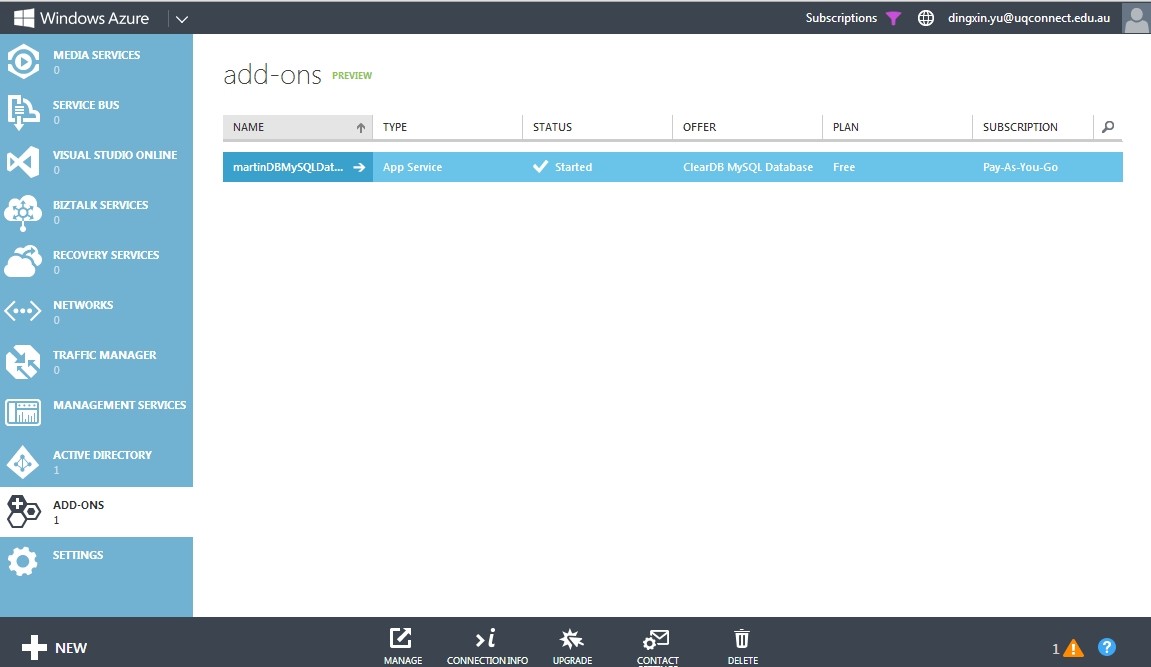 Windows Azure
Subscriptions dingxin.yu@uqconnect.edu.au
MEDIA SERVICES
0
SERVICE BUS
0
VISUAL STUDIO ONLINE
0
BIZTALK SERVICES
0
RECOVERY SERVICES
0
NETWORKS
0
TRAFFIC MANAGER
0
MANAGEMENT SERVICES
ACTIVE DIRECTORY
1
ADD-ONS
1
SETTINGS
add-ons PREVIEW
NAME TYPE STATUS OFFER PLAN SUBSCRIPTION
martinDBMySQLDat... App Service Started ClearDB MySQL Database Free Pay-As-You-Go
NEW
MANAGE CONNECTION INFO UPGRADE CONTACT DELETE
1 ?